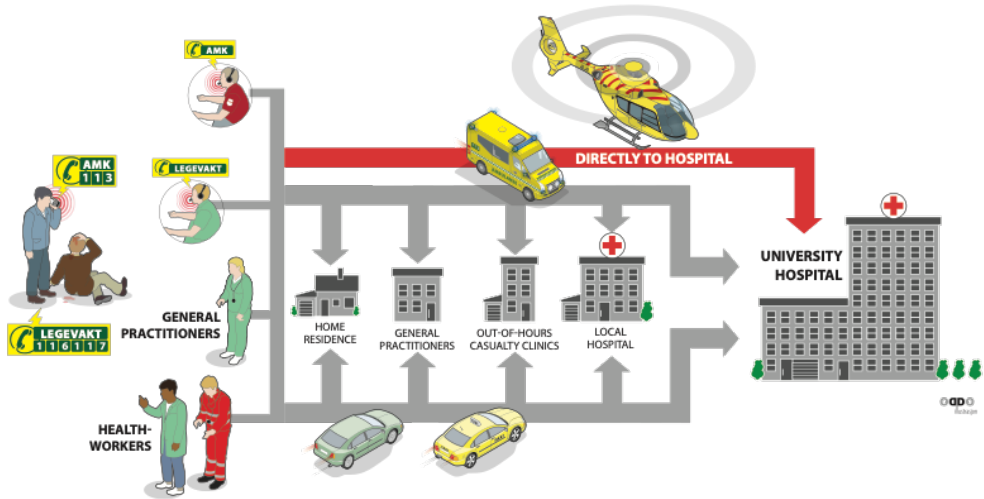 AMK
AMK
113
LEGEVAKT
DIRECTLY TO HOSPITAL
UNIVERSITY
HOSPITAL
GENERAL
PRACTITIONERS
HOME
RESIDENCE
GENERAL
PRACTITIONERS
OUT-OF-HOURS
CASUALTY CLINICS
LOCAL
HOSPITAL
LEGEVAKT
116117
HEALTH-
WORKERS
TAXI